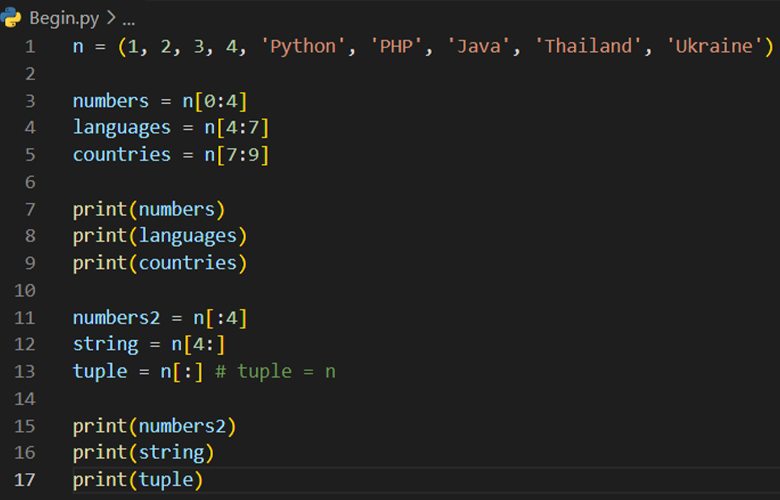 Begin.py > ...
1 n = (1, 2, 3, 4, 'Python', 'PHP', 'Java', 'Thailand', 'Ukraine')
2
3 numbers = n[0:4]
4 languages = n[4:7]
5 countries = n[7:9]
6
7 print(numbers)
8 print(languages)
9 print(countries)
10
11 numbers2 = n[:4]
12 string = n[4:]
13 tuple = n[:] # tuple = n
14
15 print(numbers2)
16 print(string)
17 print(tuple)